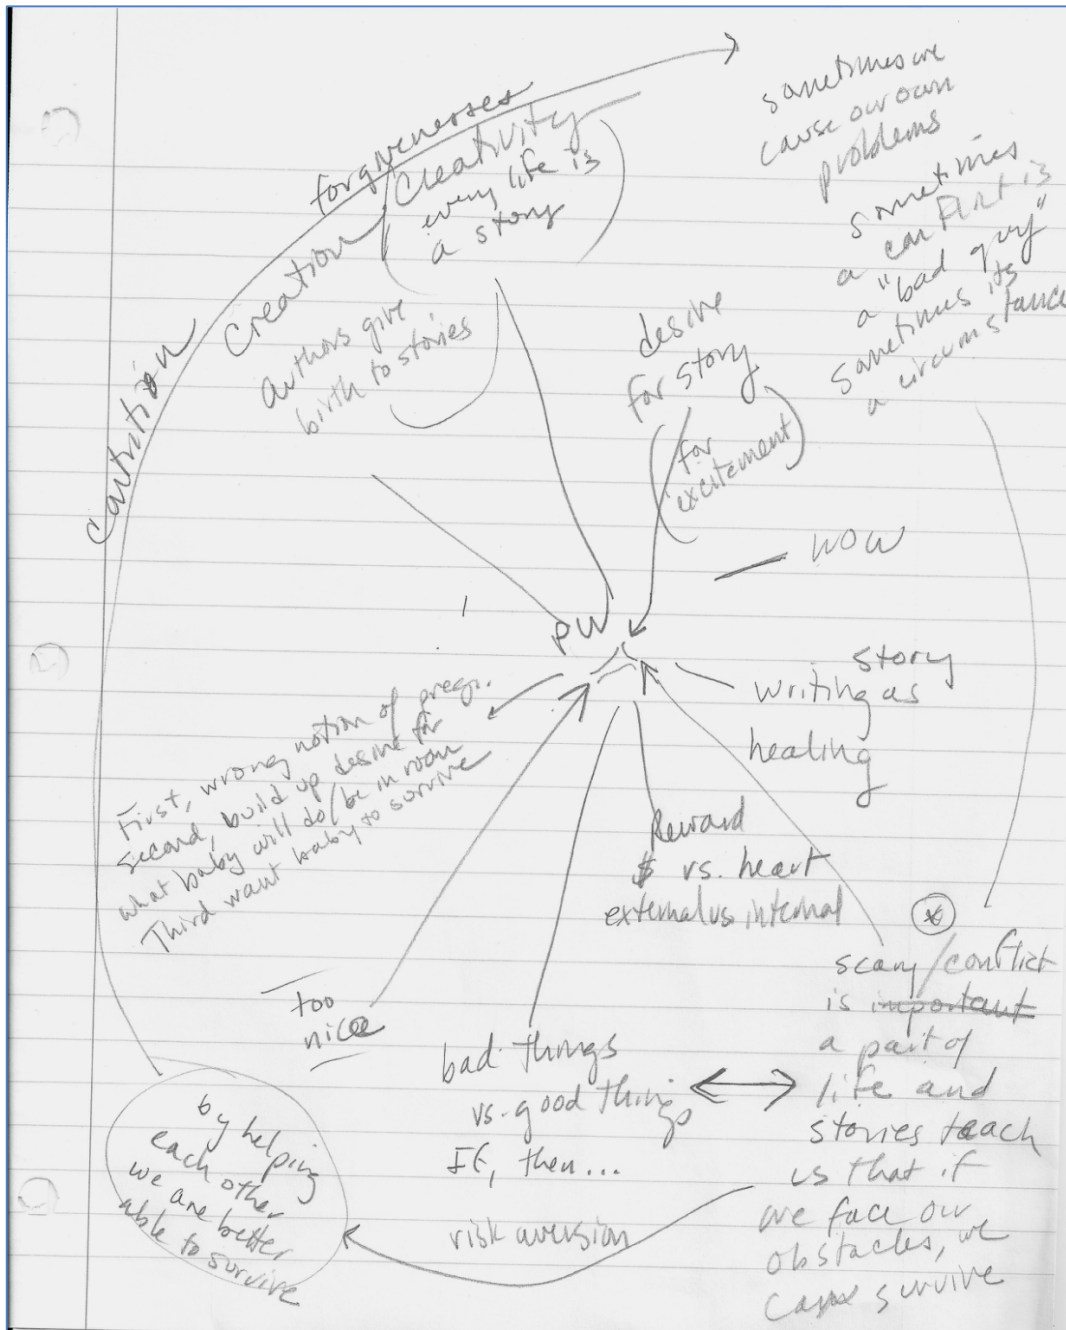 forgivenesses
Creation/Creativity
every life is
a story
contrition
authors give
birth to stories
desire
for story
(for
excitement)
sometimes we
cause our own
problems
sometimes
a conflict is
a "bad guy"
sometimes its
a circumstance
WOW
PW
story
writing as
healing
First, wrong notion of preg.
second, build up desire for
what baby will do/be in room
Third want baby to survive
Reward
$ vs. heart
external vs internal
too
nice
bad things
vs. good things
If, then...
risk aversion
*
scary/conflict
is important
a part of
life and
stories teach
us that if
we face our
obstacles, we
can survive
by helping
each other
we are better
able to survive